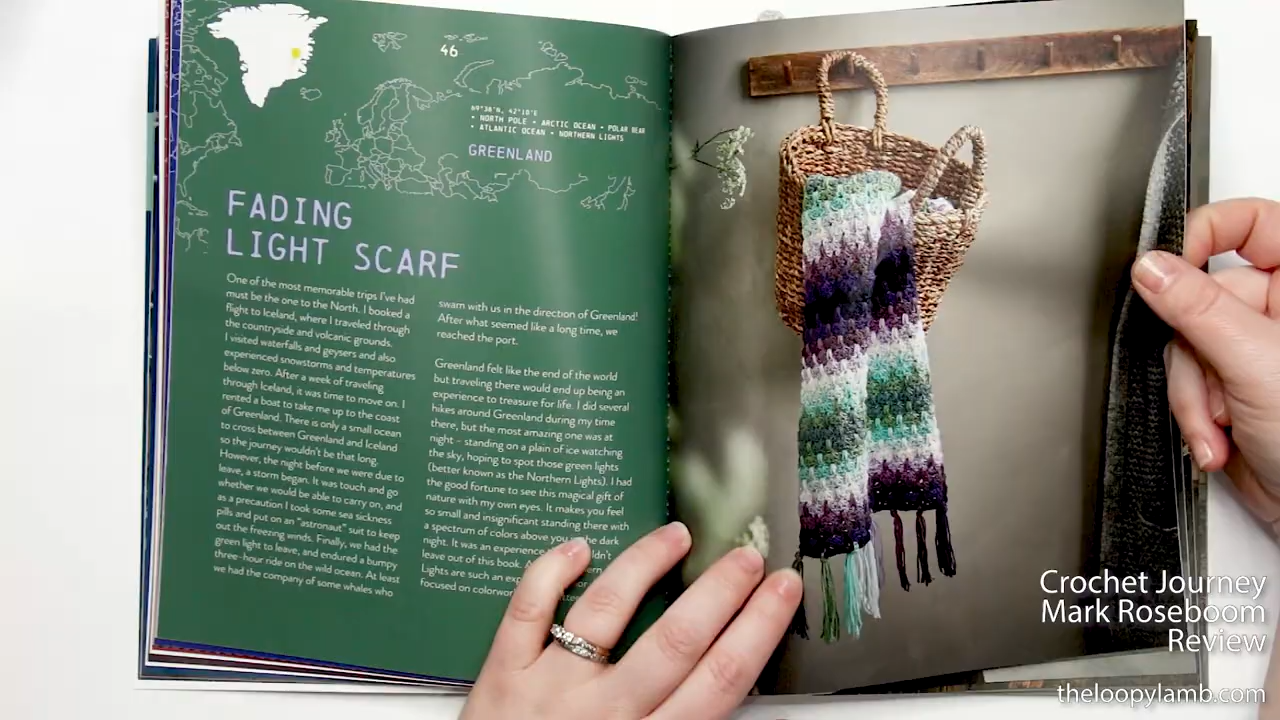 46
69°38'N, 42°10'E
• NORTH POLE • ARCTIC OCEAN • POLAR BEAR
• ATLANTIC OCEAN • NORTHERN LIGHTS
GREENLAND
FADING
LIGHT SCARF
One of the most memorable trips I've had
must be the one to the North. I booked a
flight to Iceland, where I traveled through
the countryside and volcanic grounds.
I visited waterfalls and geysers and also
experienced snowstorms and temperatures
below zero. After a week of traveling
through Iceland, it was time to move on. I
rented a boat to take me up to the coast
of Greenland. There is only a small ocean
to cross between Greenland and Iceland
so the journey wouldn't be that long.
However, the night before we were due to
leave, a storm began. It was touch and go
whether we would be able to carry on, and
as a precaution I took some sea sickness
pills and put on an "astronaut" suit to keep
out the freezing winds. Finally, we had the
green light to leave, and endured a bumpy
three-hour ride on the wild ocean. At least
we had the company of some whales who
swam with us in the direction of Greenland!
After what seemed like a long time, we
reached the port.
Greenland felt like the end of the world
but traveling there would end up being an
experience to treasure for life. I did several
hikes around Greenland during my time
there, but the most amazing one was at
night – standing on a plain of ice watching
the sky, hoping to spot those green lights
(better known as the Northern Lights). I had
the good fortune to see this magical gift of
nature with my own eyes. It makes you feel
so small and insignificant standing there with
a spectrum of colors above you in the dark
night. It was an experience
leave out of this book.
Lights are such an
focused on
Crochet Journey
Mark Roseboom
Review
theloopylamb.com